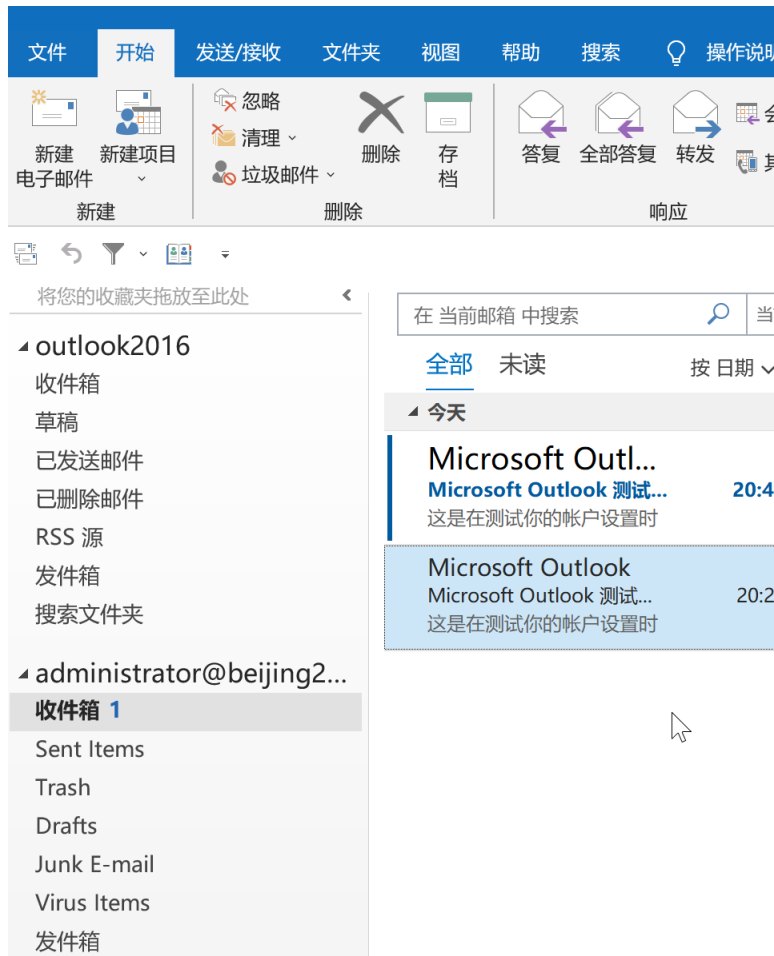 文件 开始 发送/接收 文件夹 视图 帮助 搜索 操作说明
忽略
清理
垃圾邮件
新建
电子邮件
新建项目
删除
存
档
答复 全部答复 转发
新建 删除 响应
将您的收藏夹拖放至此处
outlook2016
收件箱
草稿
已发送邮件
已删除邮件
RSS 源
发件箱
搜索文件夹
administrator@beijing2...
收件箱 1
Sent Items
Trash
Drafts
Junk E-mail
Virus Items
发件箱
在 当前邮箱 中搜索 当
全部 未读 按 日期
今天
Microsoft Outl...
Microsoft Outlook 测试... 20:4
这是在测试你的帐户设置时
Microsoft Outlook
Microsoft Outlook 测试... 20:2
这是在测试你的帐户设置时